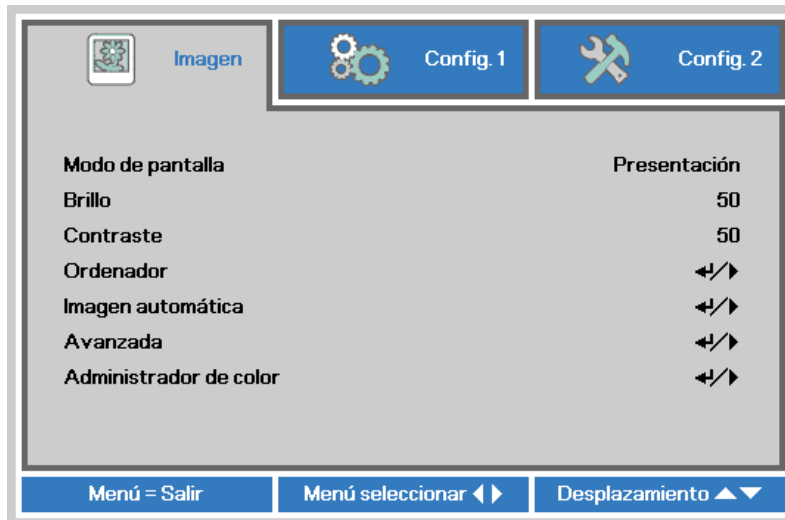 Imagen
Config. 1
Config. 2
Modo de pantalla Presentación
Brillo 50
Contraste 50
Ordenador ↵/▶
Imagen automática ↵/▶
Avanzada ↵/▶
Administrador de color ↵/▶
Menú = Salir
Menú seleccionar ◀▶
Desplazamiento ▲▼